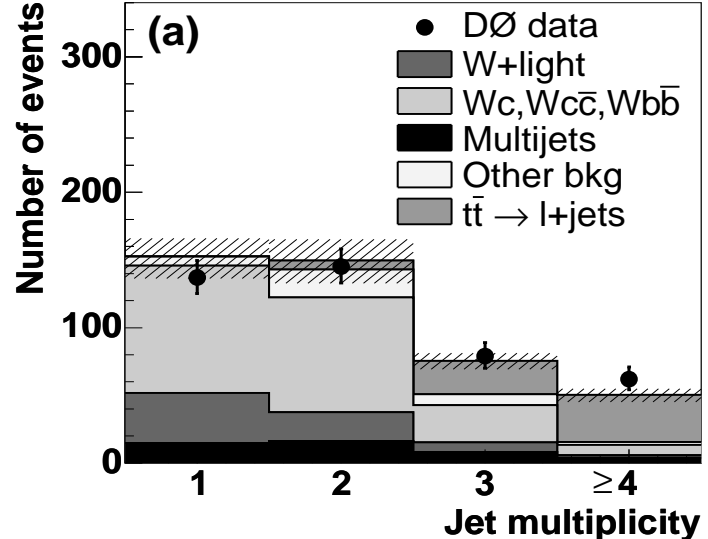 (a)
DØ data
W+light
Wc,Wcc̅,Wbb̅
Multijets
Other bkg
tt̅ → l+jets
Number of events
300
200
100
0
1 2 3 ≥4
Jet multiplicity